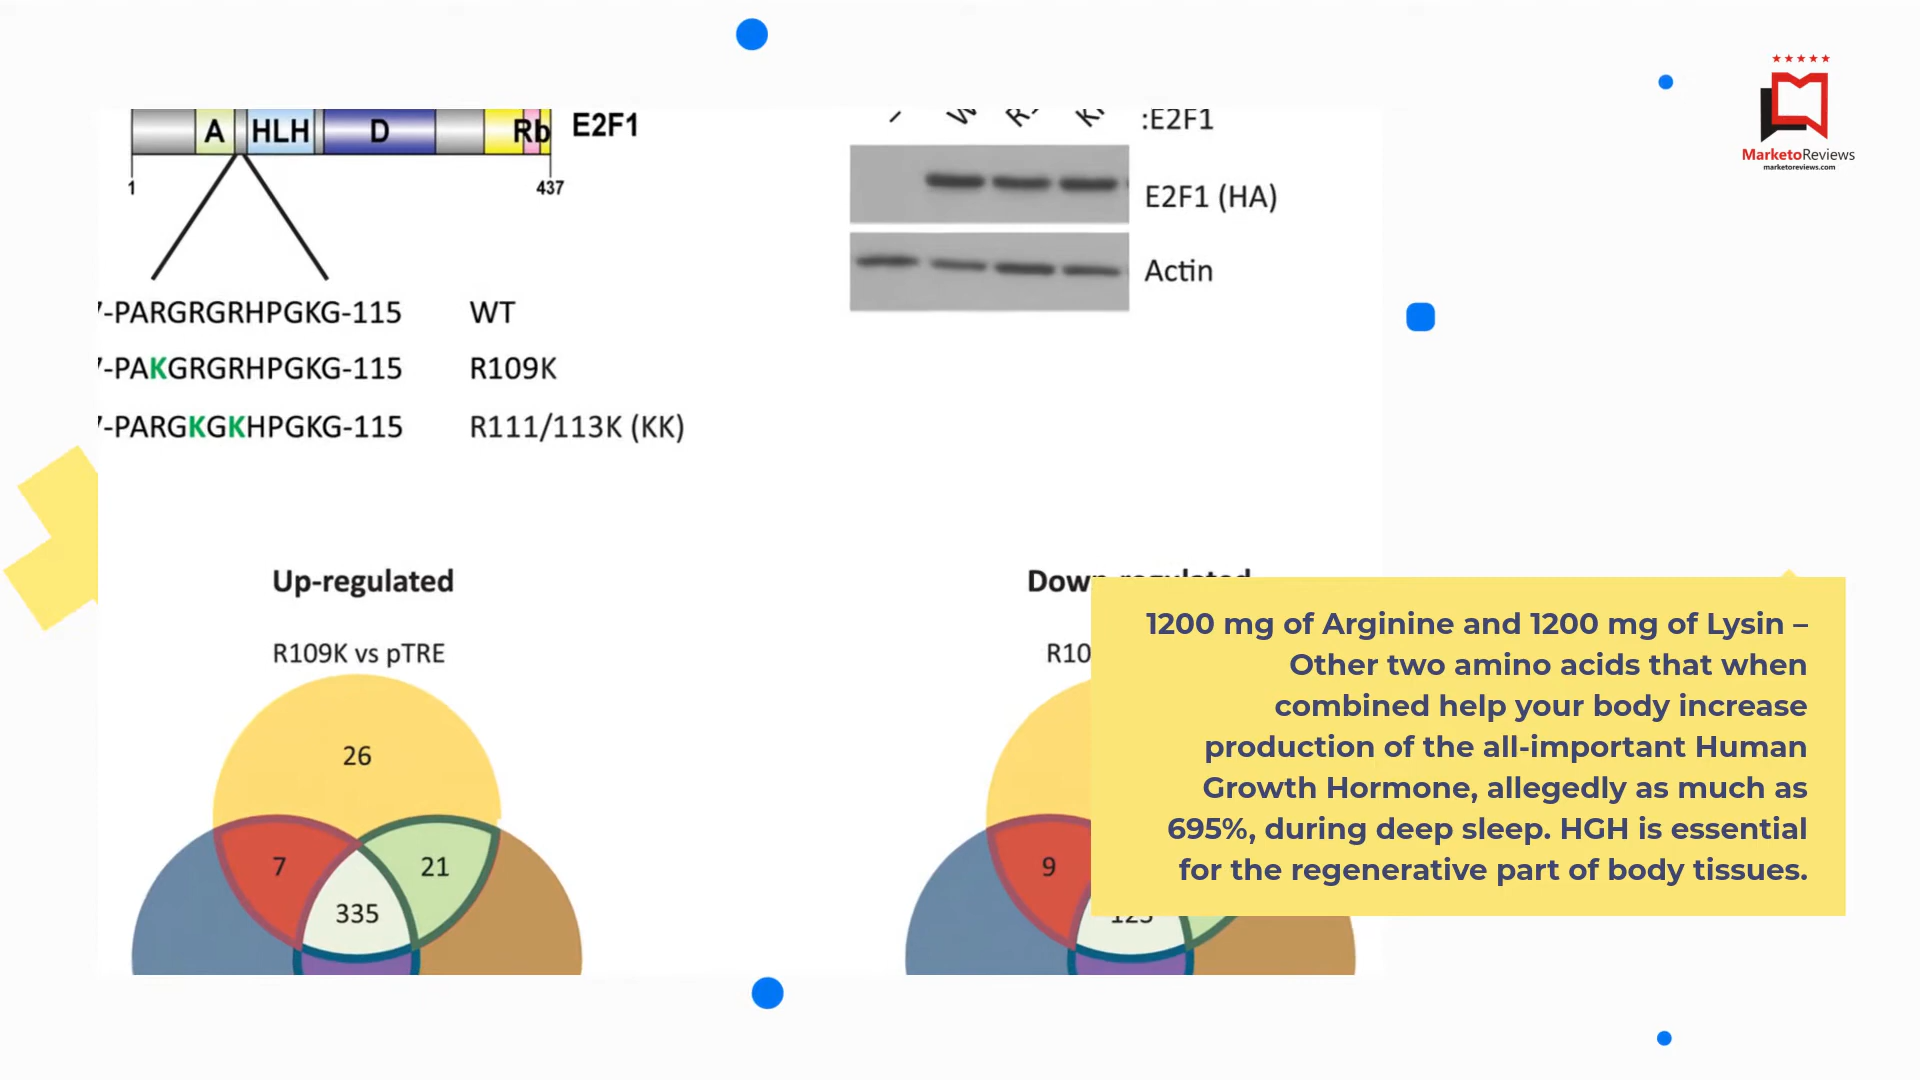 A HLH D Rb E2F1
1 437
-PARGRGRHPGKG-115 WT
-PAKGRGRHPGKG-115 R109K
-PARGKGKHPGKG-115 R111/113K (KK)
:E2F1
E2F1 (HA)
Actin
★★★★★
MarketoReviews
marketoreviews.com
Up-regulated
R109K vs pTRE
26
7 21
335
9
1200 mg of Arginine and 1200 mg of Lysin –
Other two amino acids that when
combined help your body increase
production of the all-important Human
Growth Hormone, allegedly as much as
695%, during deep sleep. HGH is essential
for the regenerative part of body tissues.